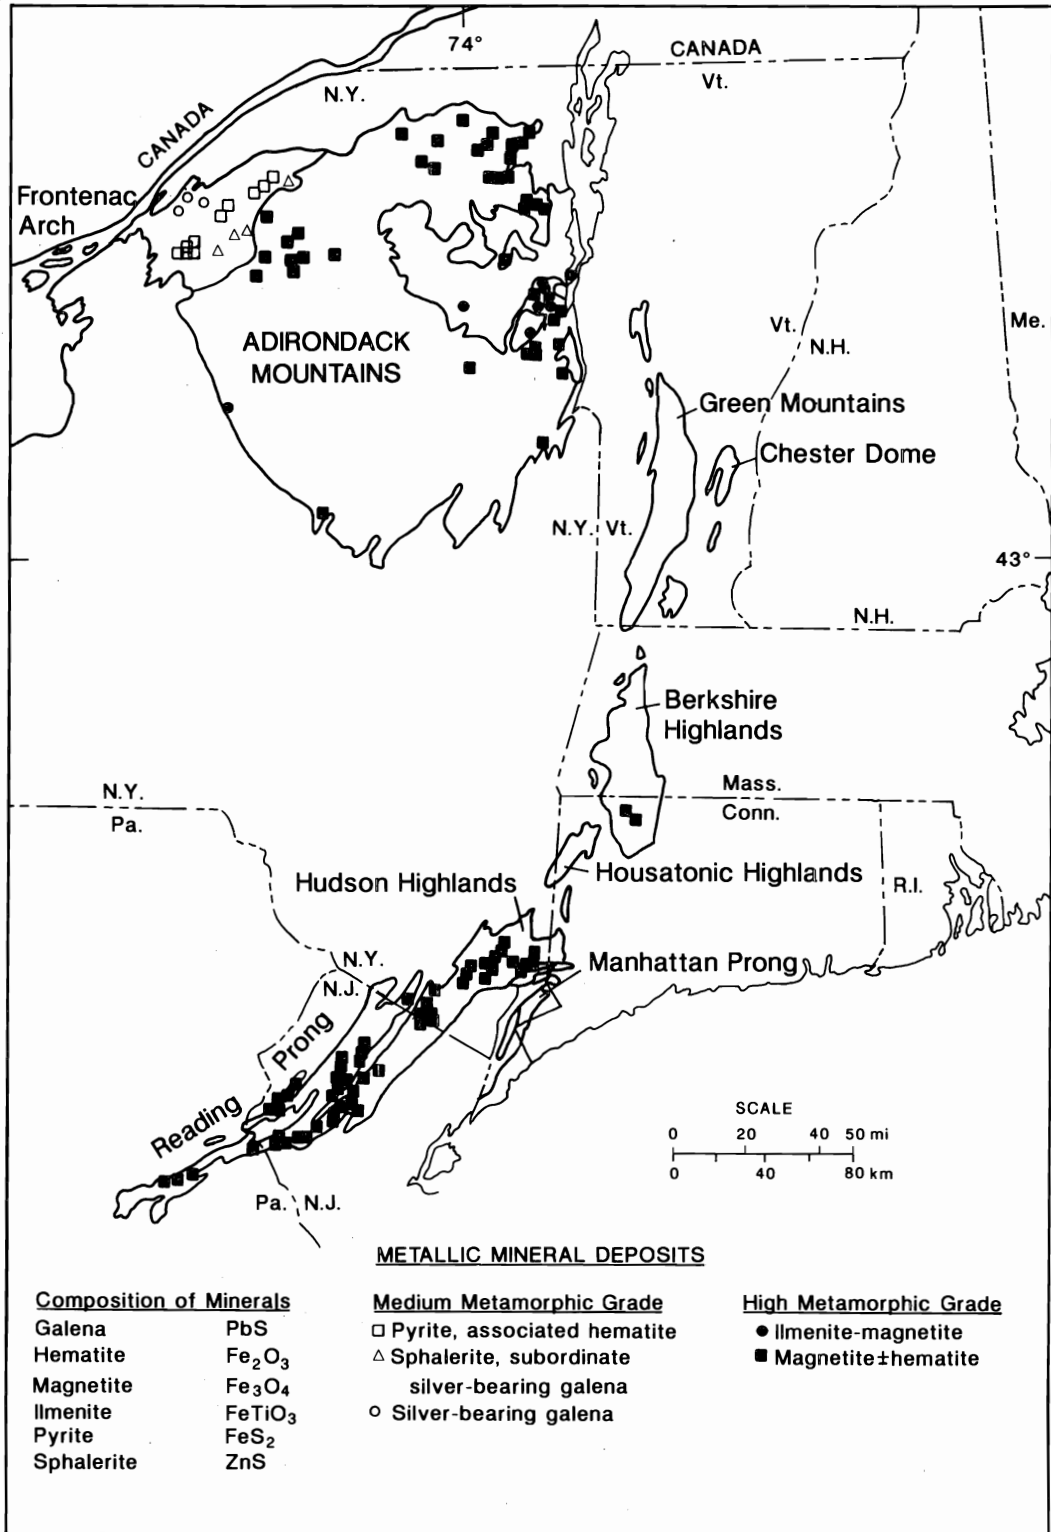 74°
CANADA
Vt.
N.Y.
CANADA
Frontenac
Arch
ADIRONDACK
MOUNTAINS
Vt.
N.H.
Me.
Green Mountains
Chester Dome
N.Y. Vt.
43°
N.H.
Berkshire
Highlands
N.Y.
Pa.
Mass.
Conn.
Housatonic Highlands
R.I.
Hudson Highlands
Manhattan Prong
N.Y.
N.J.
Reading Prong
Pa. N.J.
SCALE
0 20 40 50 mi
0 40 80 km
METALLIC MINERAL DEPOSITS
Composition of Minerals
Galena PbS
Hematite Fe2O3
Magnetite Fe3O4
Ilmenite FeTiO3
Pyrite FeS2
Sphalerite ZnS
Medium Metamorphic Grade
Pyrite, associated hematite
Sphalerite, subordinate
silver-bearing galena
Silver-bearing galena
High Metamorphic Grade
Ilmenite-magnetite
Magnetite±hematite